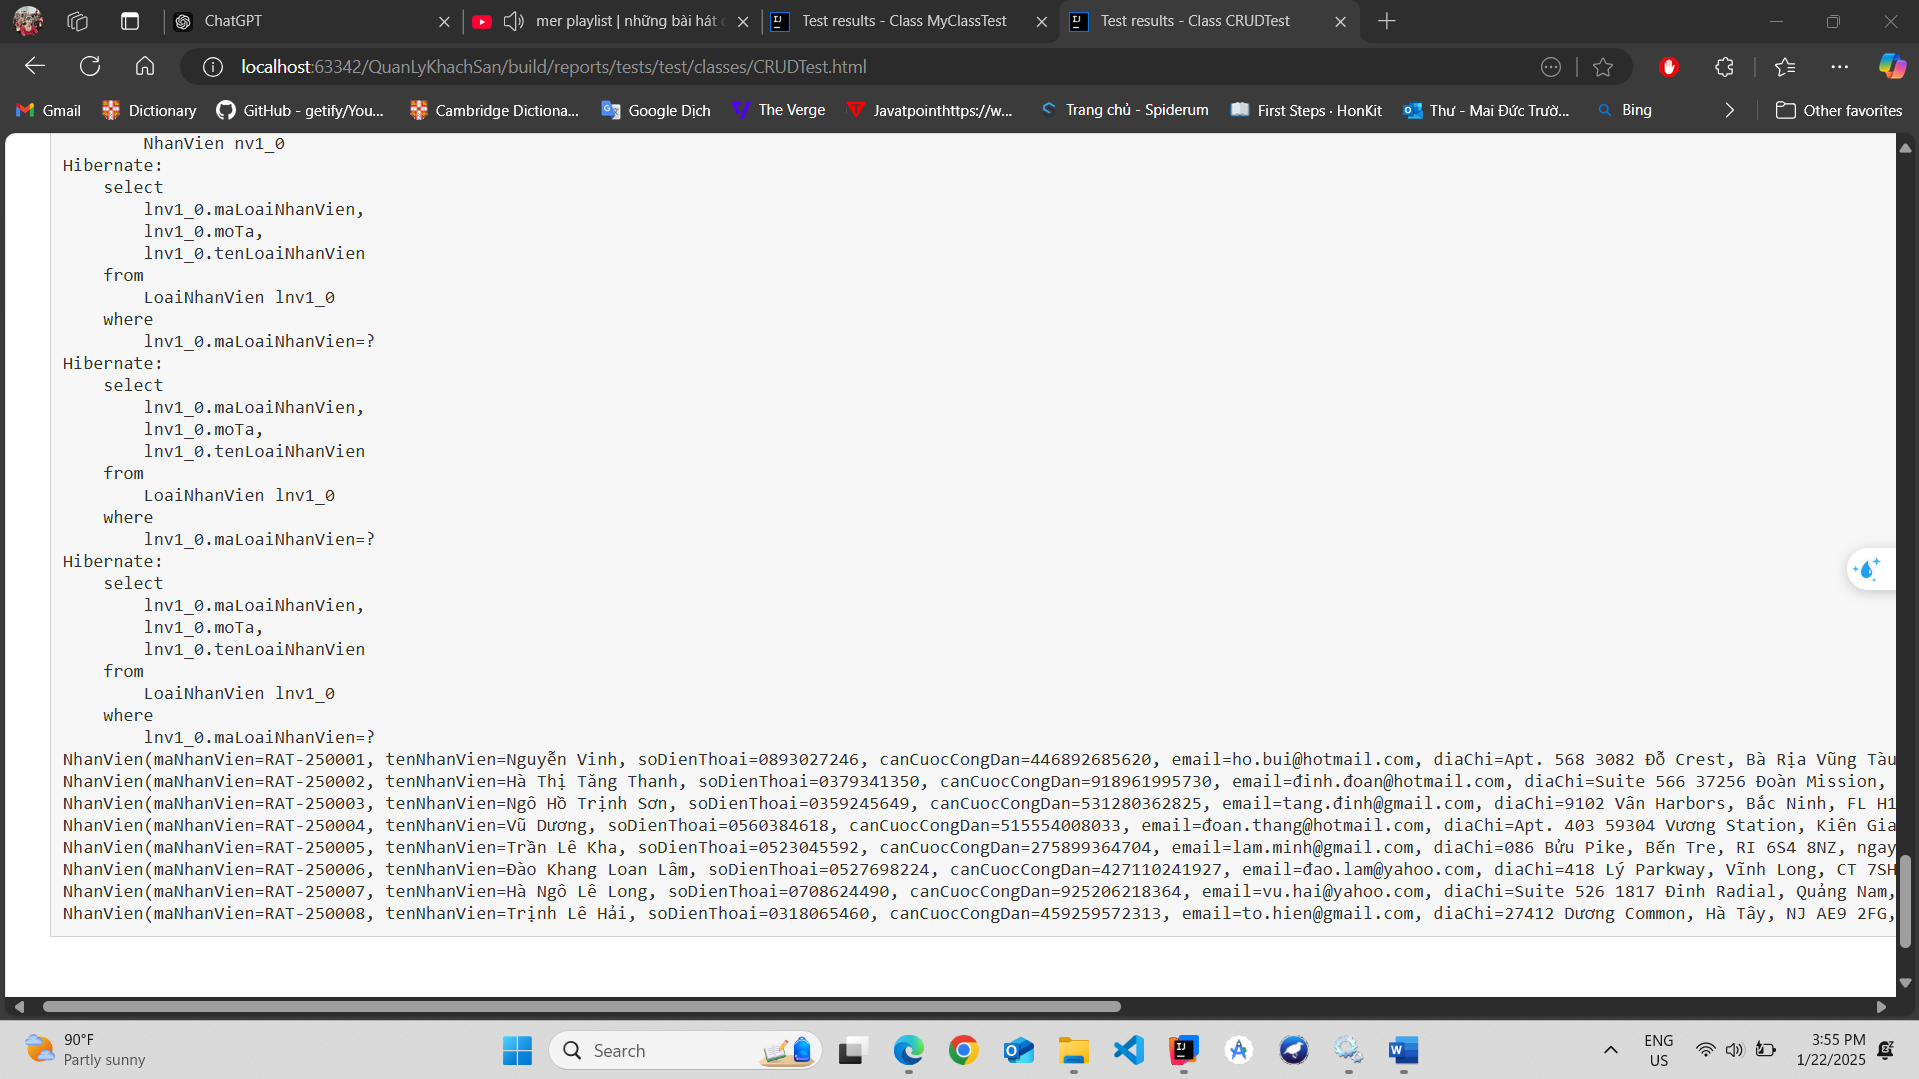 ChatGPT
mer playlist | những bài hát
Test results - Class MyClassTest
Test results - Class CRUDTest
localhost:63342/QuanLyKhachSan/build/reports/tests/test/classes/CRUDTest.html
Gmail
Dictionary
GitHub - getify/You...
Cambridge Dictiona...
Google Dịch
The Verge
Javatpointhttps://w...
Trang chủ - Spiderum
First Steps · HonKit
Thư - Mai Đức Trườ...
Bing
Other favorites
NhanVien nv1_0
Hibernate:
select
lnv1_0.maLoaiNhanVien,
lnv1_0.moTa,
lnv1_0.tenLoaiNhanVien
from
LoaiNhanVien lnv1_0
where
lnv1_0.maLoaiNhanVien=?
Hibernate:
select
lnv1_0.maLoaiNhanVien,
lnv1_0.moTa,
lnv1_0.tenLoaiNhanVien
from
LoaiNhanVien lnv1_0
where
lnv1_0.maLoaiNhanVien=?
Hibernate:
select
lnv1_0.maLoaiNhanVien,
lnv1_0.moTa,
lnv1_0.tenLoaiNhanVien
from
LoaiNhanVien lnv1_0
where
lnv1_0.maLoaiNhanVien=?
NhanVien(maNhanVien=RAT-250001, tenNhanVien=Nguyễn Vinh, soDienThoai=0893027246, canCuocCongDan=446892685620, email=ho.bui@hotmail.com, diaChi=Apt. 568 3082 Đỗ Crest, Bà Rịa Vũng Tàu
NhanVien(maNhanVien=RAT-250002, tenNhanVien=Hà Thị Tăng Thanh, soDienThoai=0379341350, canCuocCongDan=918961995730, email=đinh.đoan@hotmail.com, diaChi=Suite 566 37256 Đoàn Mission,
NhanVien(maNhanVien=RAT-250003, tenNhanVien=Ngô Hồ Trịnh Sơn, soDienThoai=0359245649, canCuocCongDan=531280362825, email=tang.đinh@gmail.com, diaChi=9102 Vân Harbors, Bắc Ninh, FL H1
NhanVien(maNhanVien=RAT-250004, tenNhanVien=Vũ Dương, soDienThoai=0560384618, canCuocCongDan=515554008033, email=đoan.thang@hotmail.com, diaChi=Apt. 403 59304 Vương Station, Kiên Gia
NhanVien(maNhanVien=RAT-250005, tenNhanVien=Trần Lê Kha, soDienThoai=0523045592, canCuocCongDan=275899364704, email=lam.minh@gmail.com, diaChi=086 Bửu Pike, Bến Tre, RI 6S4 8NZ, ngay
NhanVien(maNhanVien=RAT-250006, tenNhanVien=Đào Khang Loan Lâm, soDienThoai=0527698224, canCuocCongDan=427110241927, email=đao.lam@yahoo.com, diaChi=418 Lý Parkway, Vĩnh Long, CT 7SH
NhanVien(maNhanVien=RAT-250007, tenNhanVien=Hà Ngô Lê Long, soDienThoai=0708624490, canCuocCongDan=925206218364, email=vu.hai@yahoo.com, diaChi=Suite 526 1817 Đinh Radial, Quảng Nam,
NhanVien(maNhanVien=RAT-250008, tenNhanVien=Trịnh Lê Hải, soDienThoai=0318065460, canCuocCongDan=459259572313, email=to.hien@gmail.com, diaChi=27412 Dương Common, Hà Tây, NJ AE9 2FG,
90°F
Partly sunny
Search
ENG
US
3:55 PM
1/22/2025